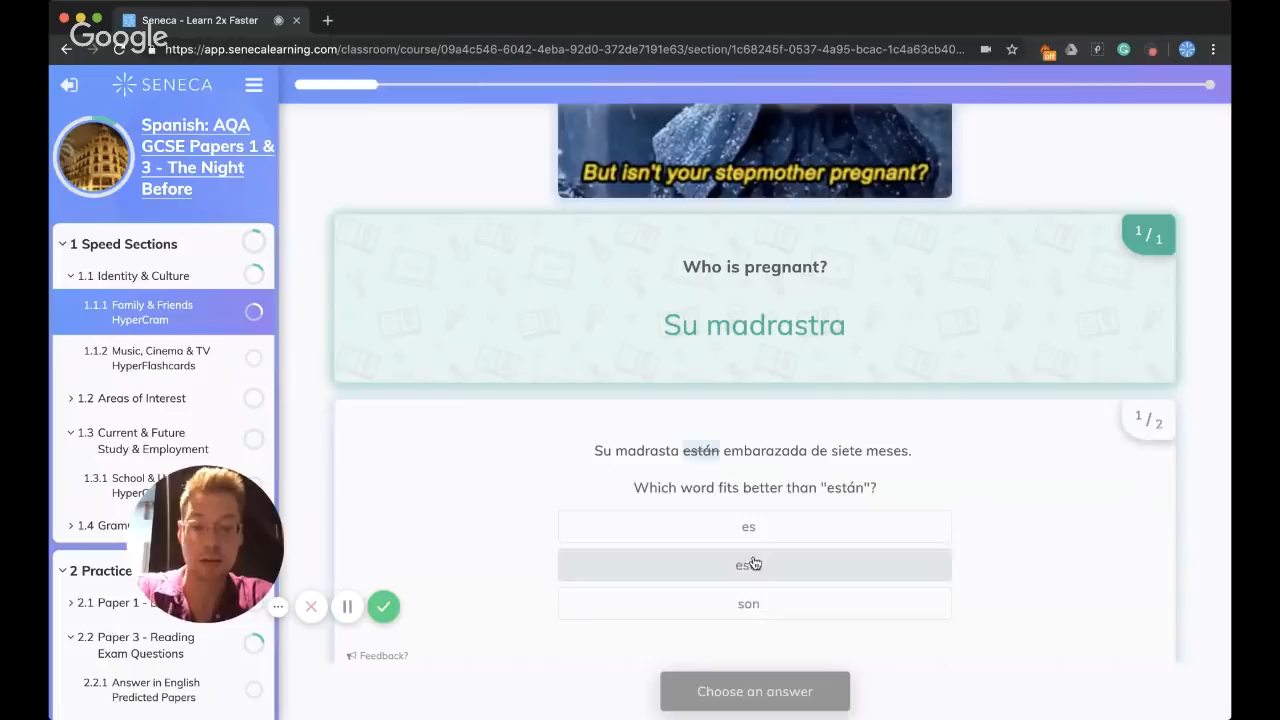 Seneca - Learn 2x Faster
Google
https://app.senecalearning.com/classroom/course/09a4c546-6042-4eba-92d0-372de7191e63/section/1c68245f-0537-4a95-bcac-1c4a63cb40...
off
SENECA
Spanish: AQA
GCSE Papers 1 &
3 - The Night
Before
1 Speed Sections
1.1 Identity & Culture
1.1.1 Family & Friends
HyperCram
1.1.2 Music, Cinema & TV
HyperFlashcards
1.2 Areas of Interest
1.3 Current & Future
Study & Employment
1.3.1 School &
1.4
2 Practice
2.1 Paper 1 -
2.2 Paper 3 - Reading
Exam Questions
2.2.1 Answer in English
Predicted Papers
But isn't your stepmother pregnant?
1/1
Who is pregnant?
Su madrastra
1/2
Su madrasta están embarazada de siete meses.
Which word fits better than "están"?
es
son
Feedback?
Choose an answer